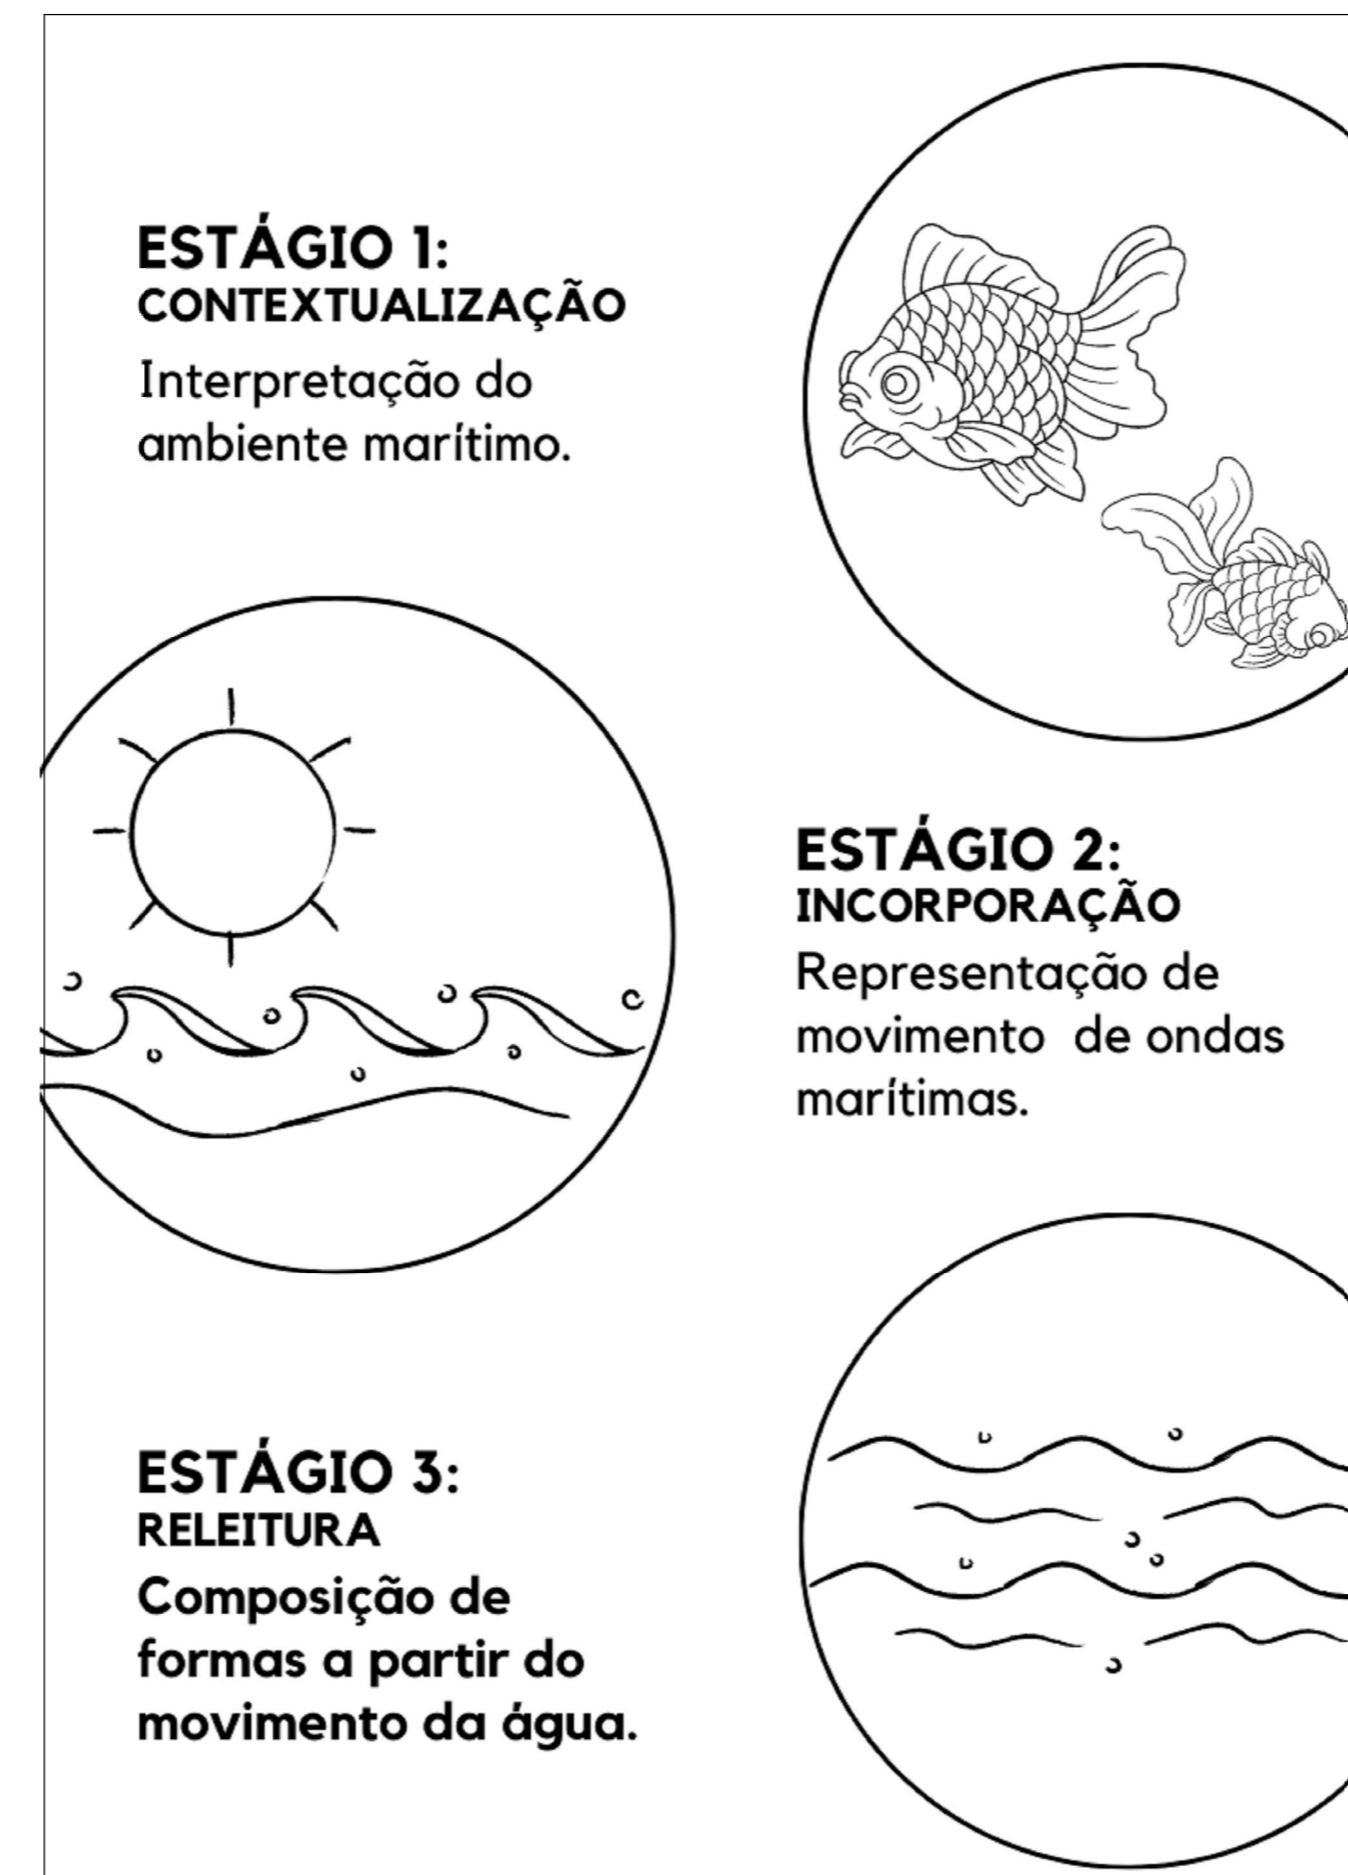 ESTÁGIO 1:
CONTEXTUALIZAÇÃO
Interpretação do
ambiente marítimo.
ESTÁGIO 2:
INCORPORAÇÃO
Representação de
movimento de ondas
marítimas.
ESTÁGIO 3:
RELEITURA
Composição de
formas a partir do
movimento da água.